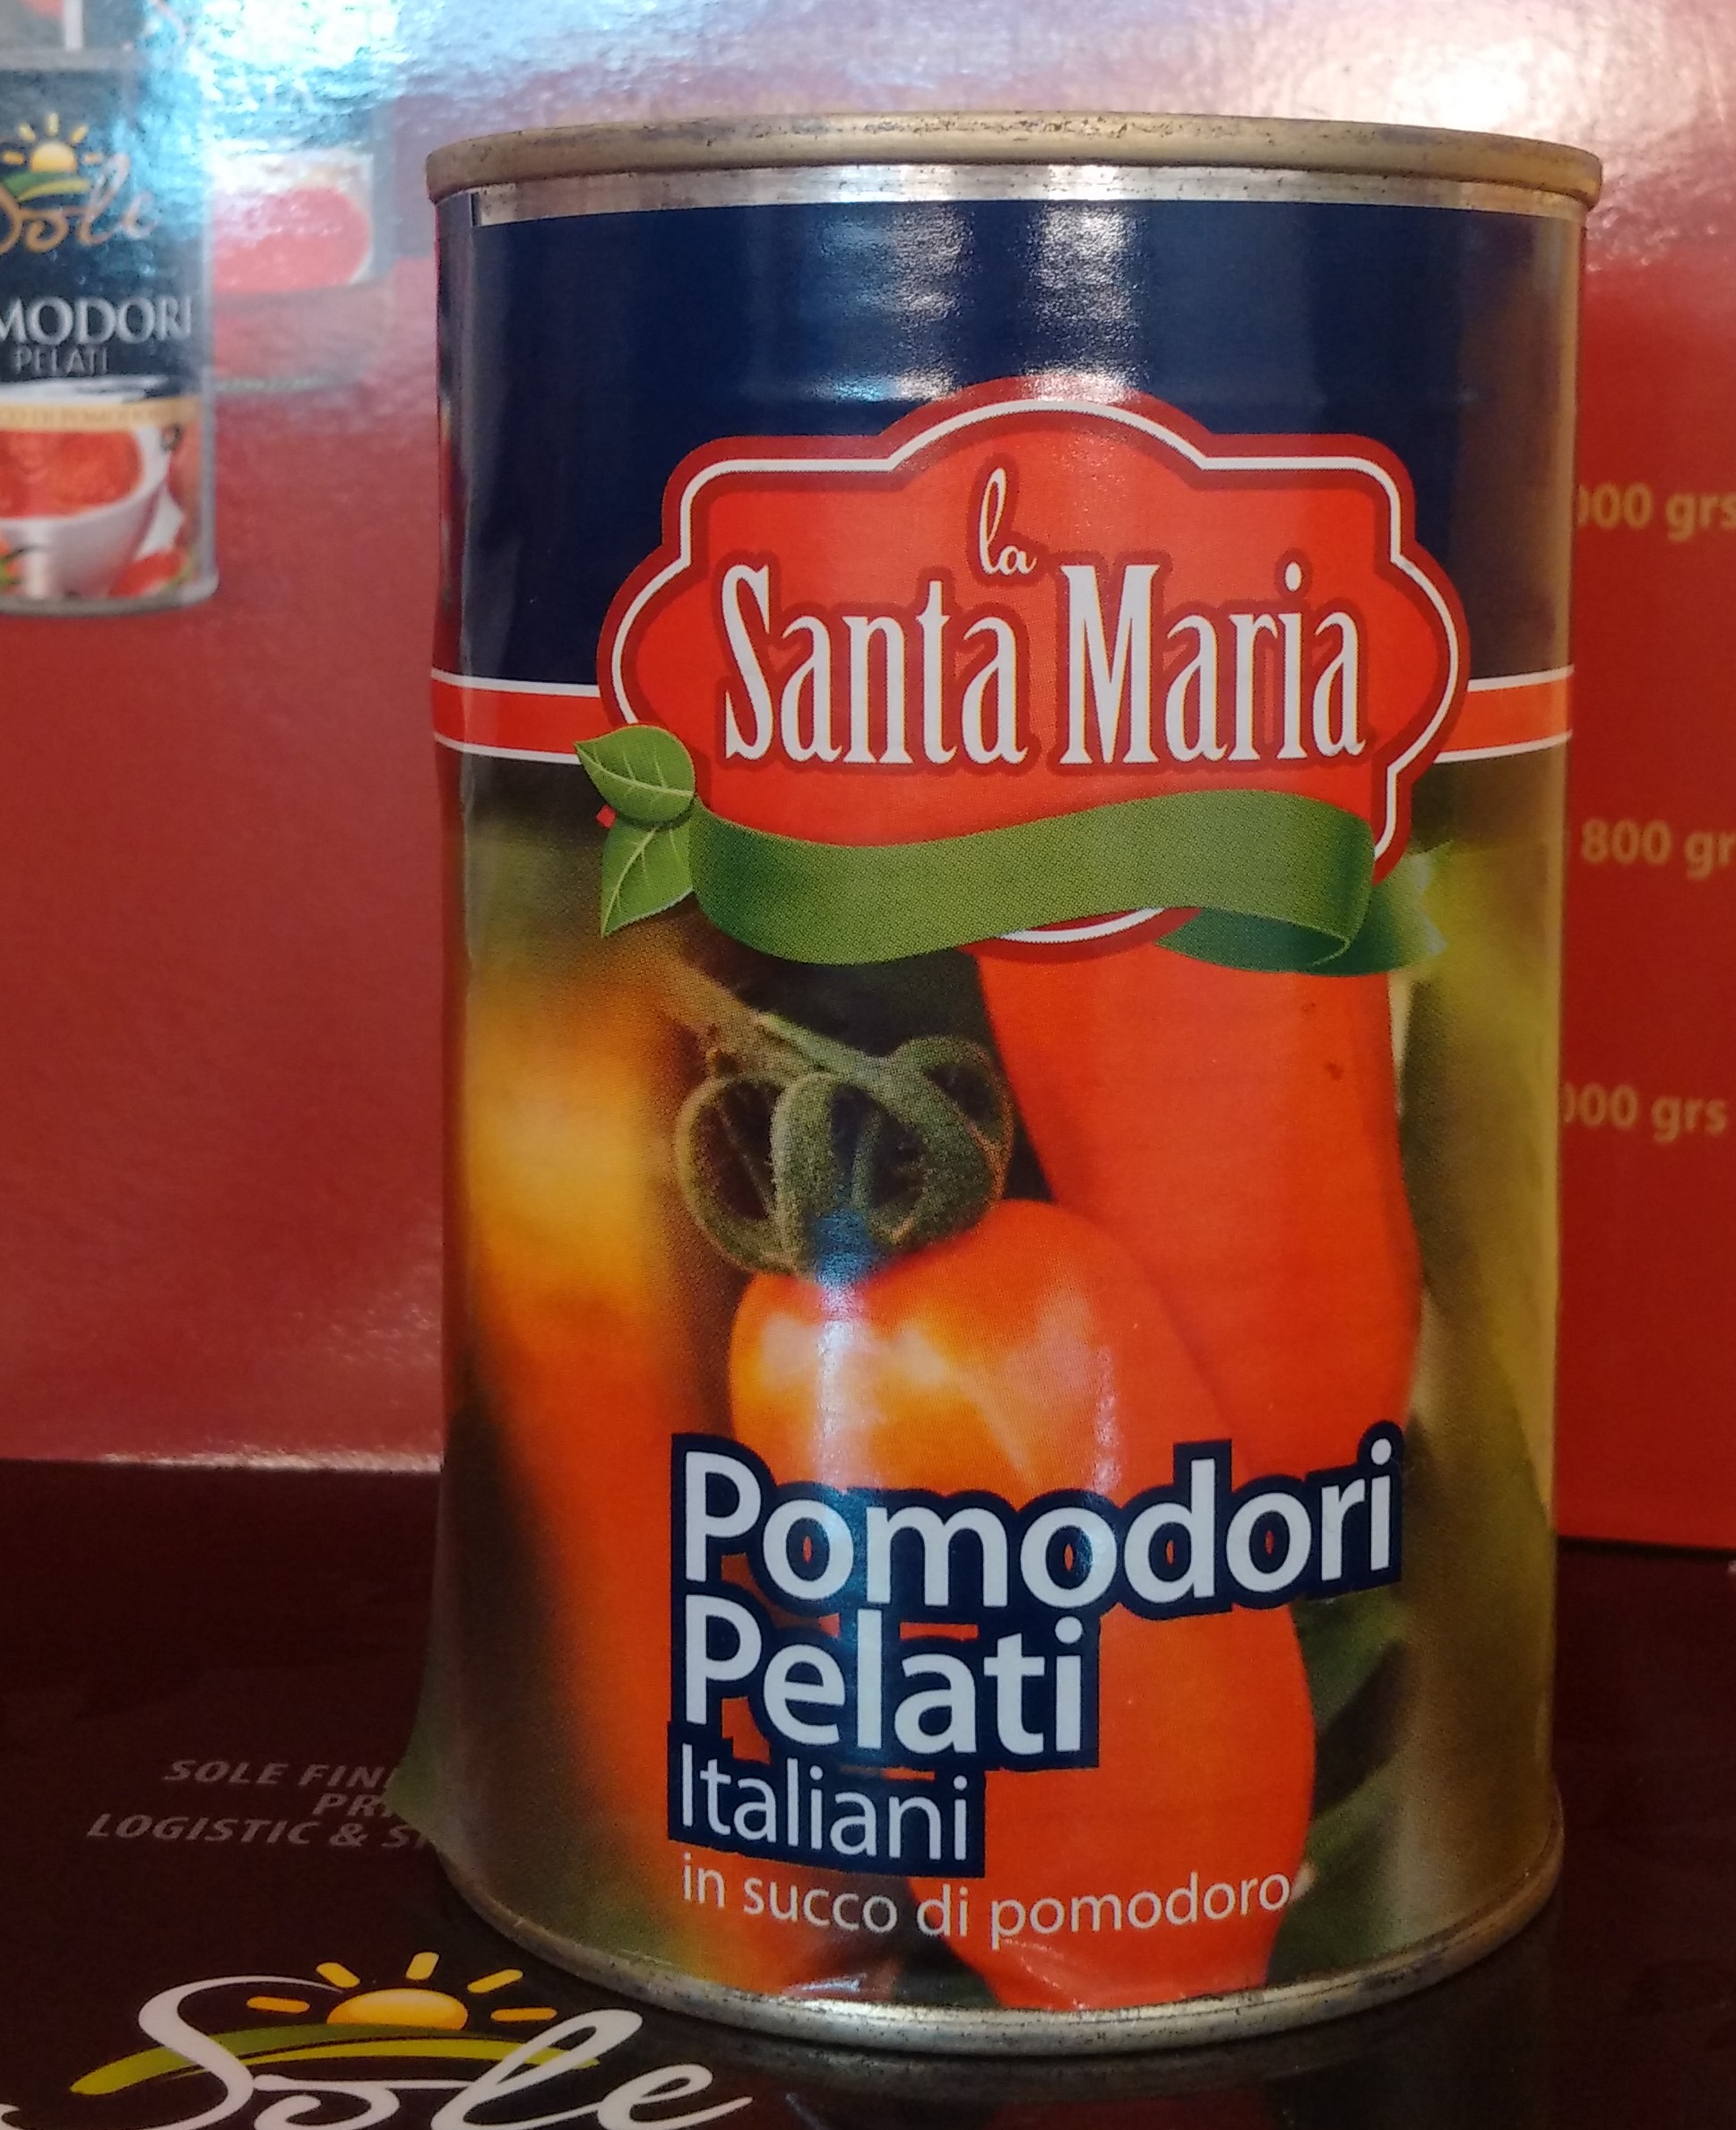 Sole
MODORI
PELATI
la
Santa Maria
000 grs
800 gr
000 grs
Pomodori
Pelati
Italiani
in succo di pomodoro
SOLE FIN
PR
LOGISTIC & S
Sole